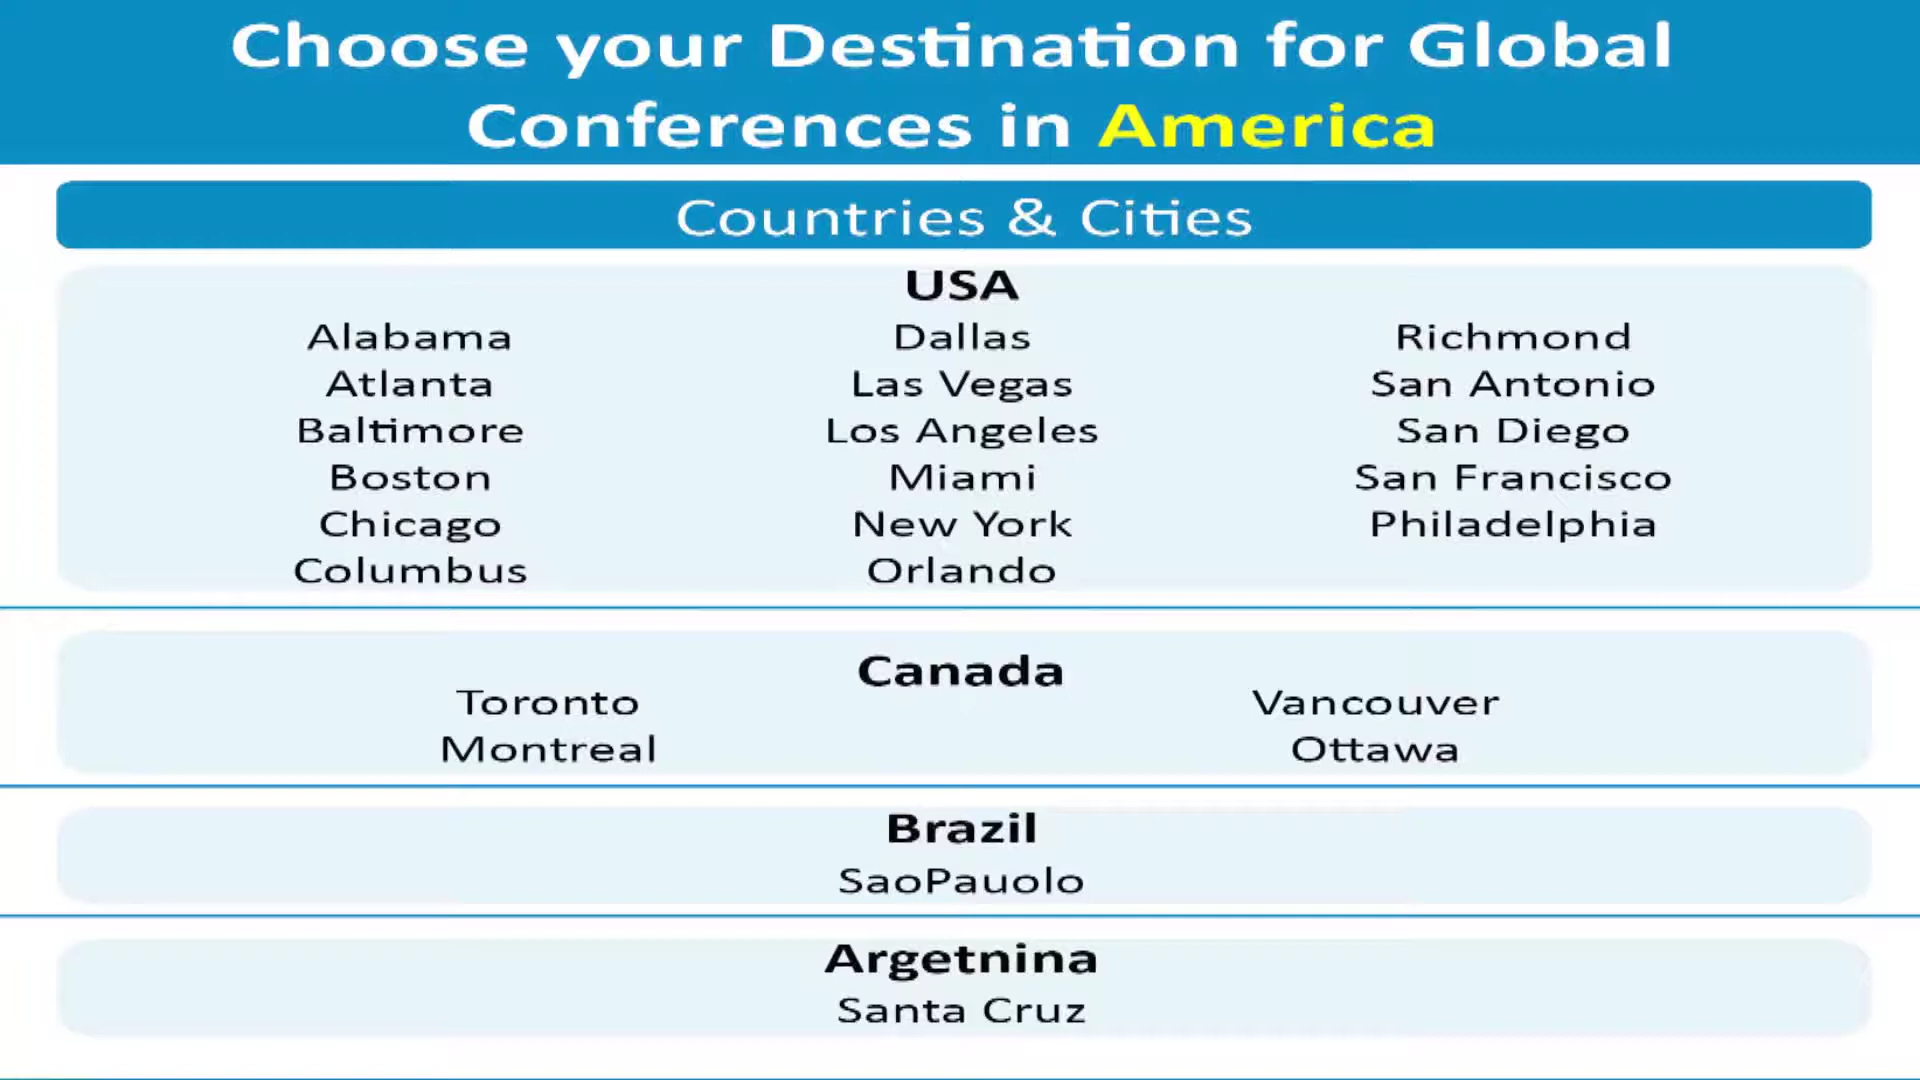 Choose your Destination for Global
Conferences in America
Countries & Cities
USA
Alabama
Atlanta
Baltimore
Boston
Chicago
Columbus
Dallas
Las Vegas
Los Angeles
Miami
New York
Orlando
Richmond
San Antonio
San Diego
San Francisco
Philadelphia
Canada
Toronto
Montreal
Vancouver
Ottawa
Brazil
SaoPauolo
Argetnina
Santa Cruz